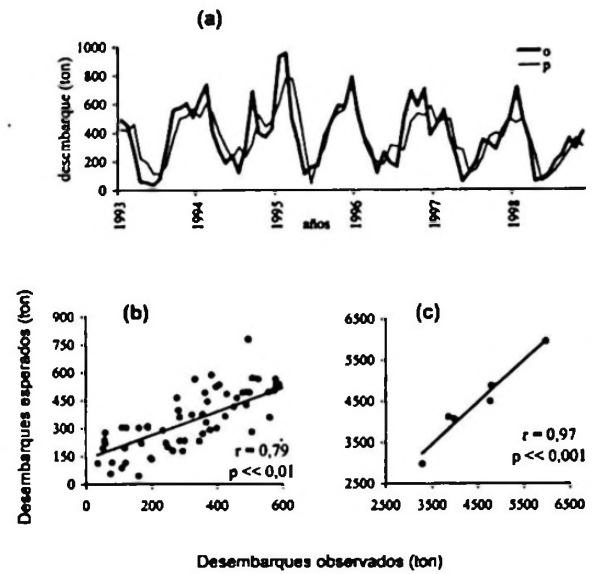 (a)
1000
800
600
400
200
0
desembarque (ton)
o
p
1993
1994
1995
1996
1997
1998
años
(b)
900
750
600
450
300
150
0
Desembarques esperados (ton)
r = 0,79
p << 0,01
0 200 400 600
(c)
6500
5500
4500
3500
2500
r = 0,97
p << 0,001
2500 3500 4500 5500 6500
Desembarques observados (ton)